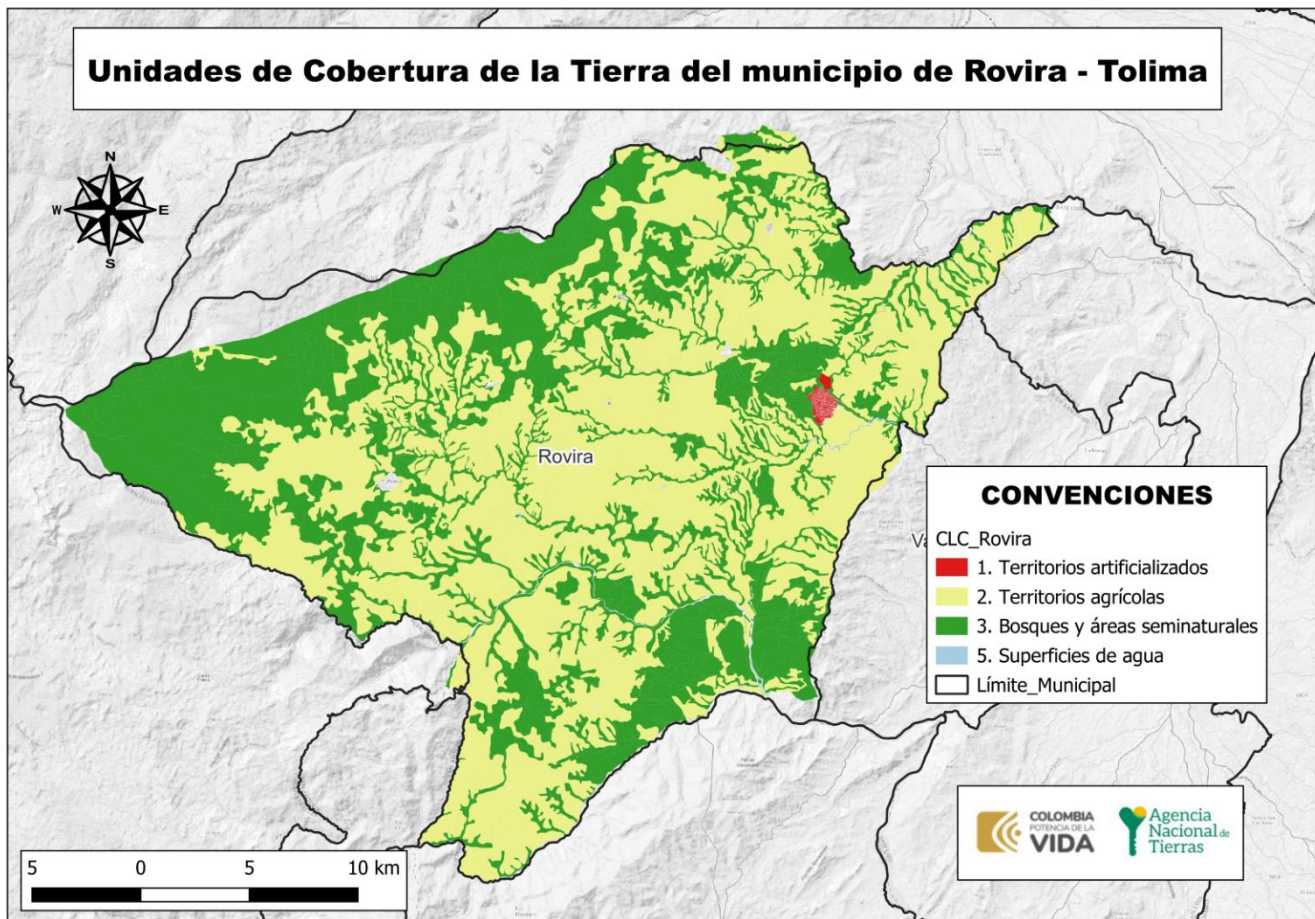 Unidades de Cobertura de la Tierra del municipio de Rovira - Tolima
N
W
E
S
Rovira
Va
CONVENCIONES
CLC_Rovira
1. Territorios artificializados
2. Territorios agrícolas
3. Bosques y áreas seminaturales
5. Superficies de agua
Límite_Municipal
COLOMBIA
POTENCIA DE LA
VIDA
Agencia
Nacional de
Tierras
5 0 5 10 km